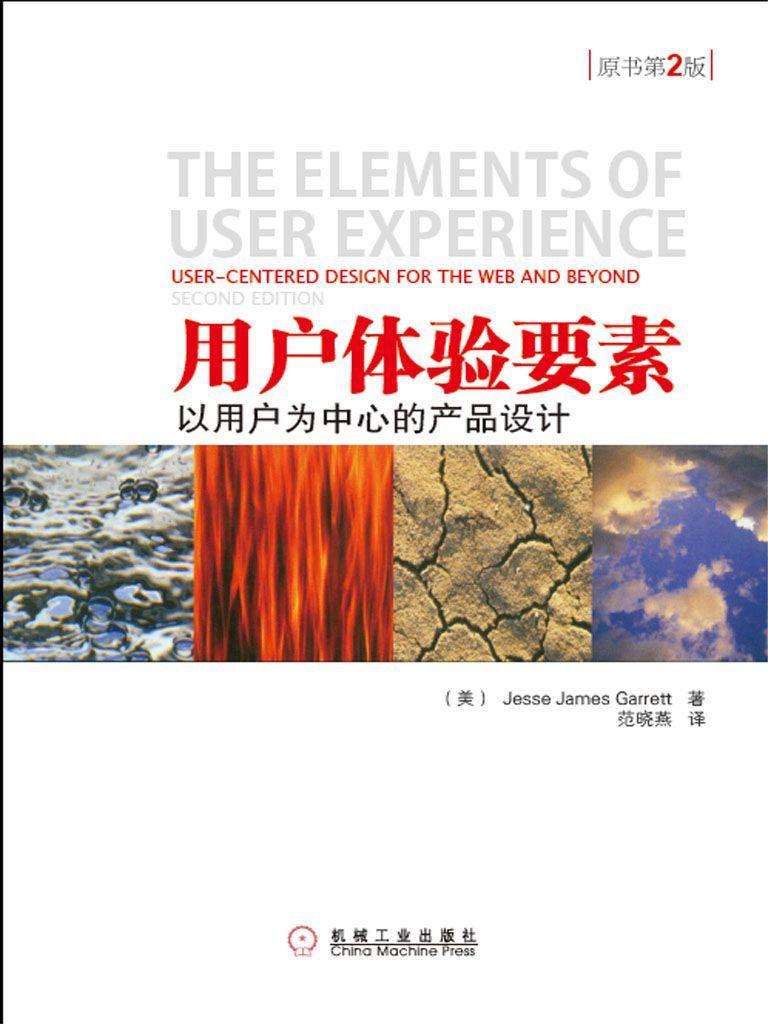 原书第2版
THE ELEMENTS OF
USER EXPERIENCE
USER-CENTERED DESIGN FOR THE WEB AND BEYOND
SECOND EDITION
用户体验要素
以用户为中心的产品设计
（美） Jesse James Garrett 著
范晓燕 译
机械工业出版社
China Machine Press